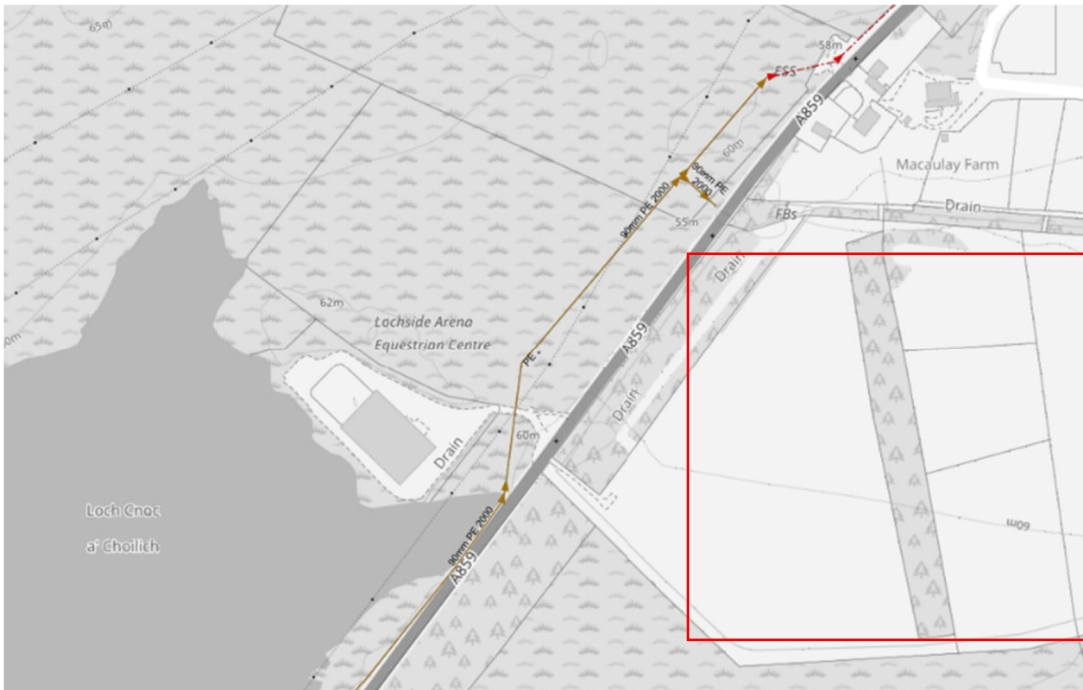 65m
58m
FSS
A859
60m
90mm PE
2000
Macaulay Farm
90mm PE 2000
55m
FBs
Drain
Drain
62m
Lochside Arena
Equestrian Centre
A859
PE
Drain
60m
Drain
Loch Cnoc
a' Choilich
90mm PE 2000
A859
60m